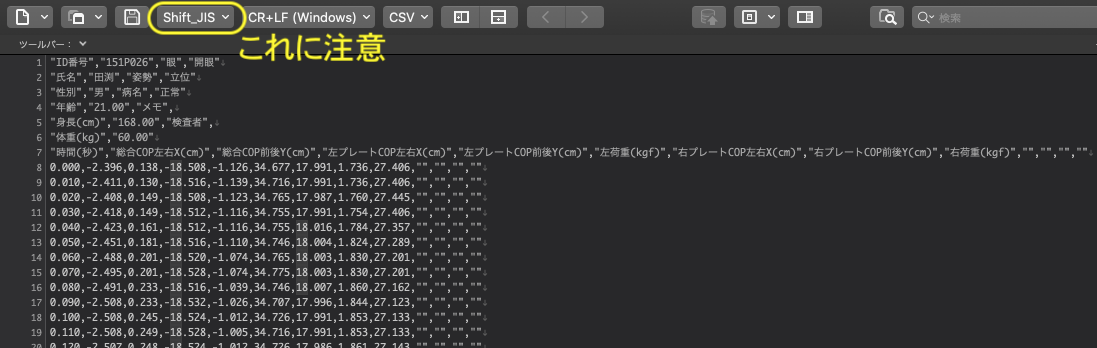 Shift_JIS CR+LF (Windows) CSV 検索
これに注意
ツールバー：
1 "ID番号","151P026","眼","開眼"↓
2 "氏名","田渕","姿勢","立位"↓
3 "性別","男","病名","正常"↓
4 "年齢","21.00","メモ",↓
5 "身長(cm)","168.00","検査者",↓
6 "体重(kg)","60.00"↓
7 "時間(秒)","総合COP左右X(cm)","総合COP前後Y(cm)","左プレートCOP左右X(cm)","左プレートCOP前後Y(cm)","左荷重(kgf)","右プレートCOP左右X(cm)","右プレートCOP前後Y(cm)","右荷重(kgf)","","","",""↓
8 0.000,-2.396,0.138,-18.508,-1.126,34.677,17.991,1.736,27.406,"","","",""↓
9 0.010,-2.411,0.130,-18.516,-1.139,34.716,17.991,1.736,27.406,"","","",""↓
10 0.020,-2.408,0.149,-18.508,-1.123,34.765,17.987,1.760,27.445,"","","",""↓
11 0.030,-2.418,0.149,-18.512,-1.116,34.755,17.991,1.754,27.406,"","","",""↓
12 0.040,-2.423,0.161,-18.512,-1.116,34.755,18.016,1.784,27.357,"","","",""↓
13 0.050,-2.451,0.181,-18.516,-1.110,34.746,18.004,1.824,27.289,"","","",""↓
14 0.060,-2.488,0.201,-18.520,-1.074,34.765,18.003,1.830,27.201,"","","",""↓
15 0.070,-2.495,0.201,-18.528,-1.074,34.775,18.003,1.830,27.201,"","","",""↓
16 0.080,-2.491,0.233,-18.516,-1.039,34.746,18.007,1.860,27.162,"","","",""↓
17 0.090,-2.508,0.233,-18.532,-1.026,34.707,17.996,1.844,27.123,"","","",""↓
18 0.100,-2.508,0.245,-18.524,-1.012,34.726,17.991,1.853,27.133,"","","",""↓
19 0.110,-2.508,0.249,-18.528,-1.005,34.716,17.991,1.853,27.133,"","","",""↓
20 0.120,-2.507,0.248,-18.524,-1.012,34.726,17.986,1.861,27.143,"","","",""↓